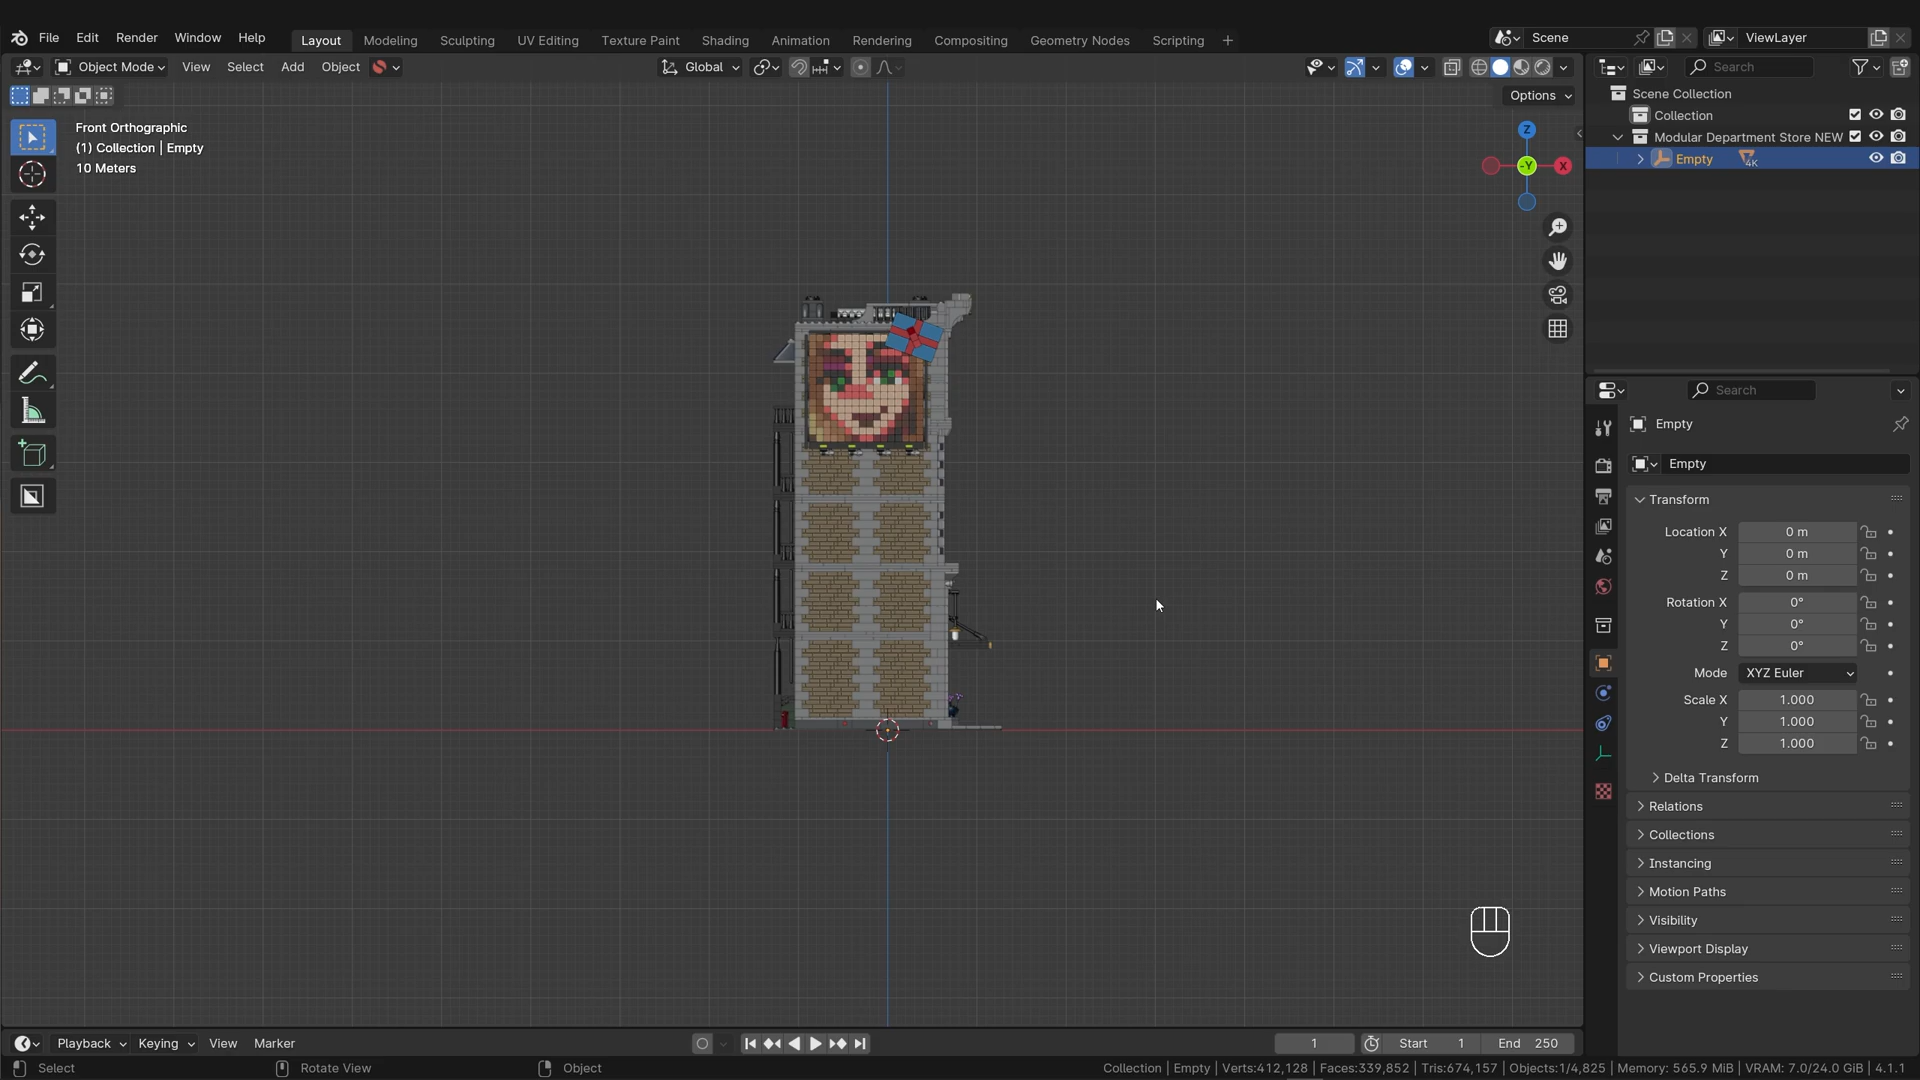 File Edit Render Window Help Layout Modeling Sculpting UV Editing Texture Paint Shading Animation Rendering Compositing Geometry Nodes Scripting + Scene ViewLayer
Object Mode View Select Add Object Global Search
Options
Front Orthographic
(1) Collection | Empty
10 Meters
Z
-Y
X
Scene Collection
Collection
Modular Department Store NEW
Empty 4K
Search
Empty
Empty
Transform
Location X 0 m
Y 0 m
Z 0 m
Rotation X 0°
Y 0°
Z 0°
Mode XYZ Euler
Scale X 1.000
Y 1.000
Z 1.000
Delta Transform
Relations
Collections
Instancing
Motion Paths
Visibility
Viewport Display
Custom Properties
Playback Keying View Marker 1 Start 1 End 250
Select Rotate View Object Collection | Empty | Verts:412,128 | Faces:339,852 | Tris:674,157 | Objects:1/4,825 | Memory: 565.9 MiB | VRAM: 7.0/24.0 GiB | 4.1.1